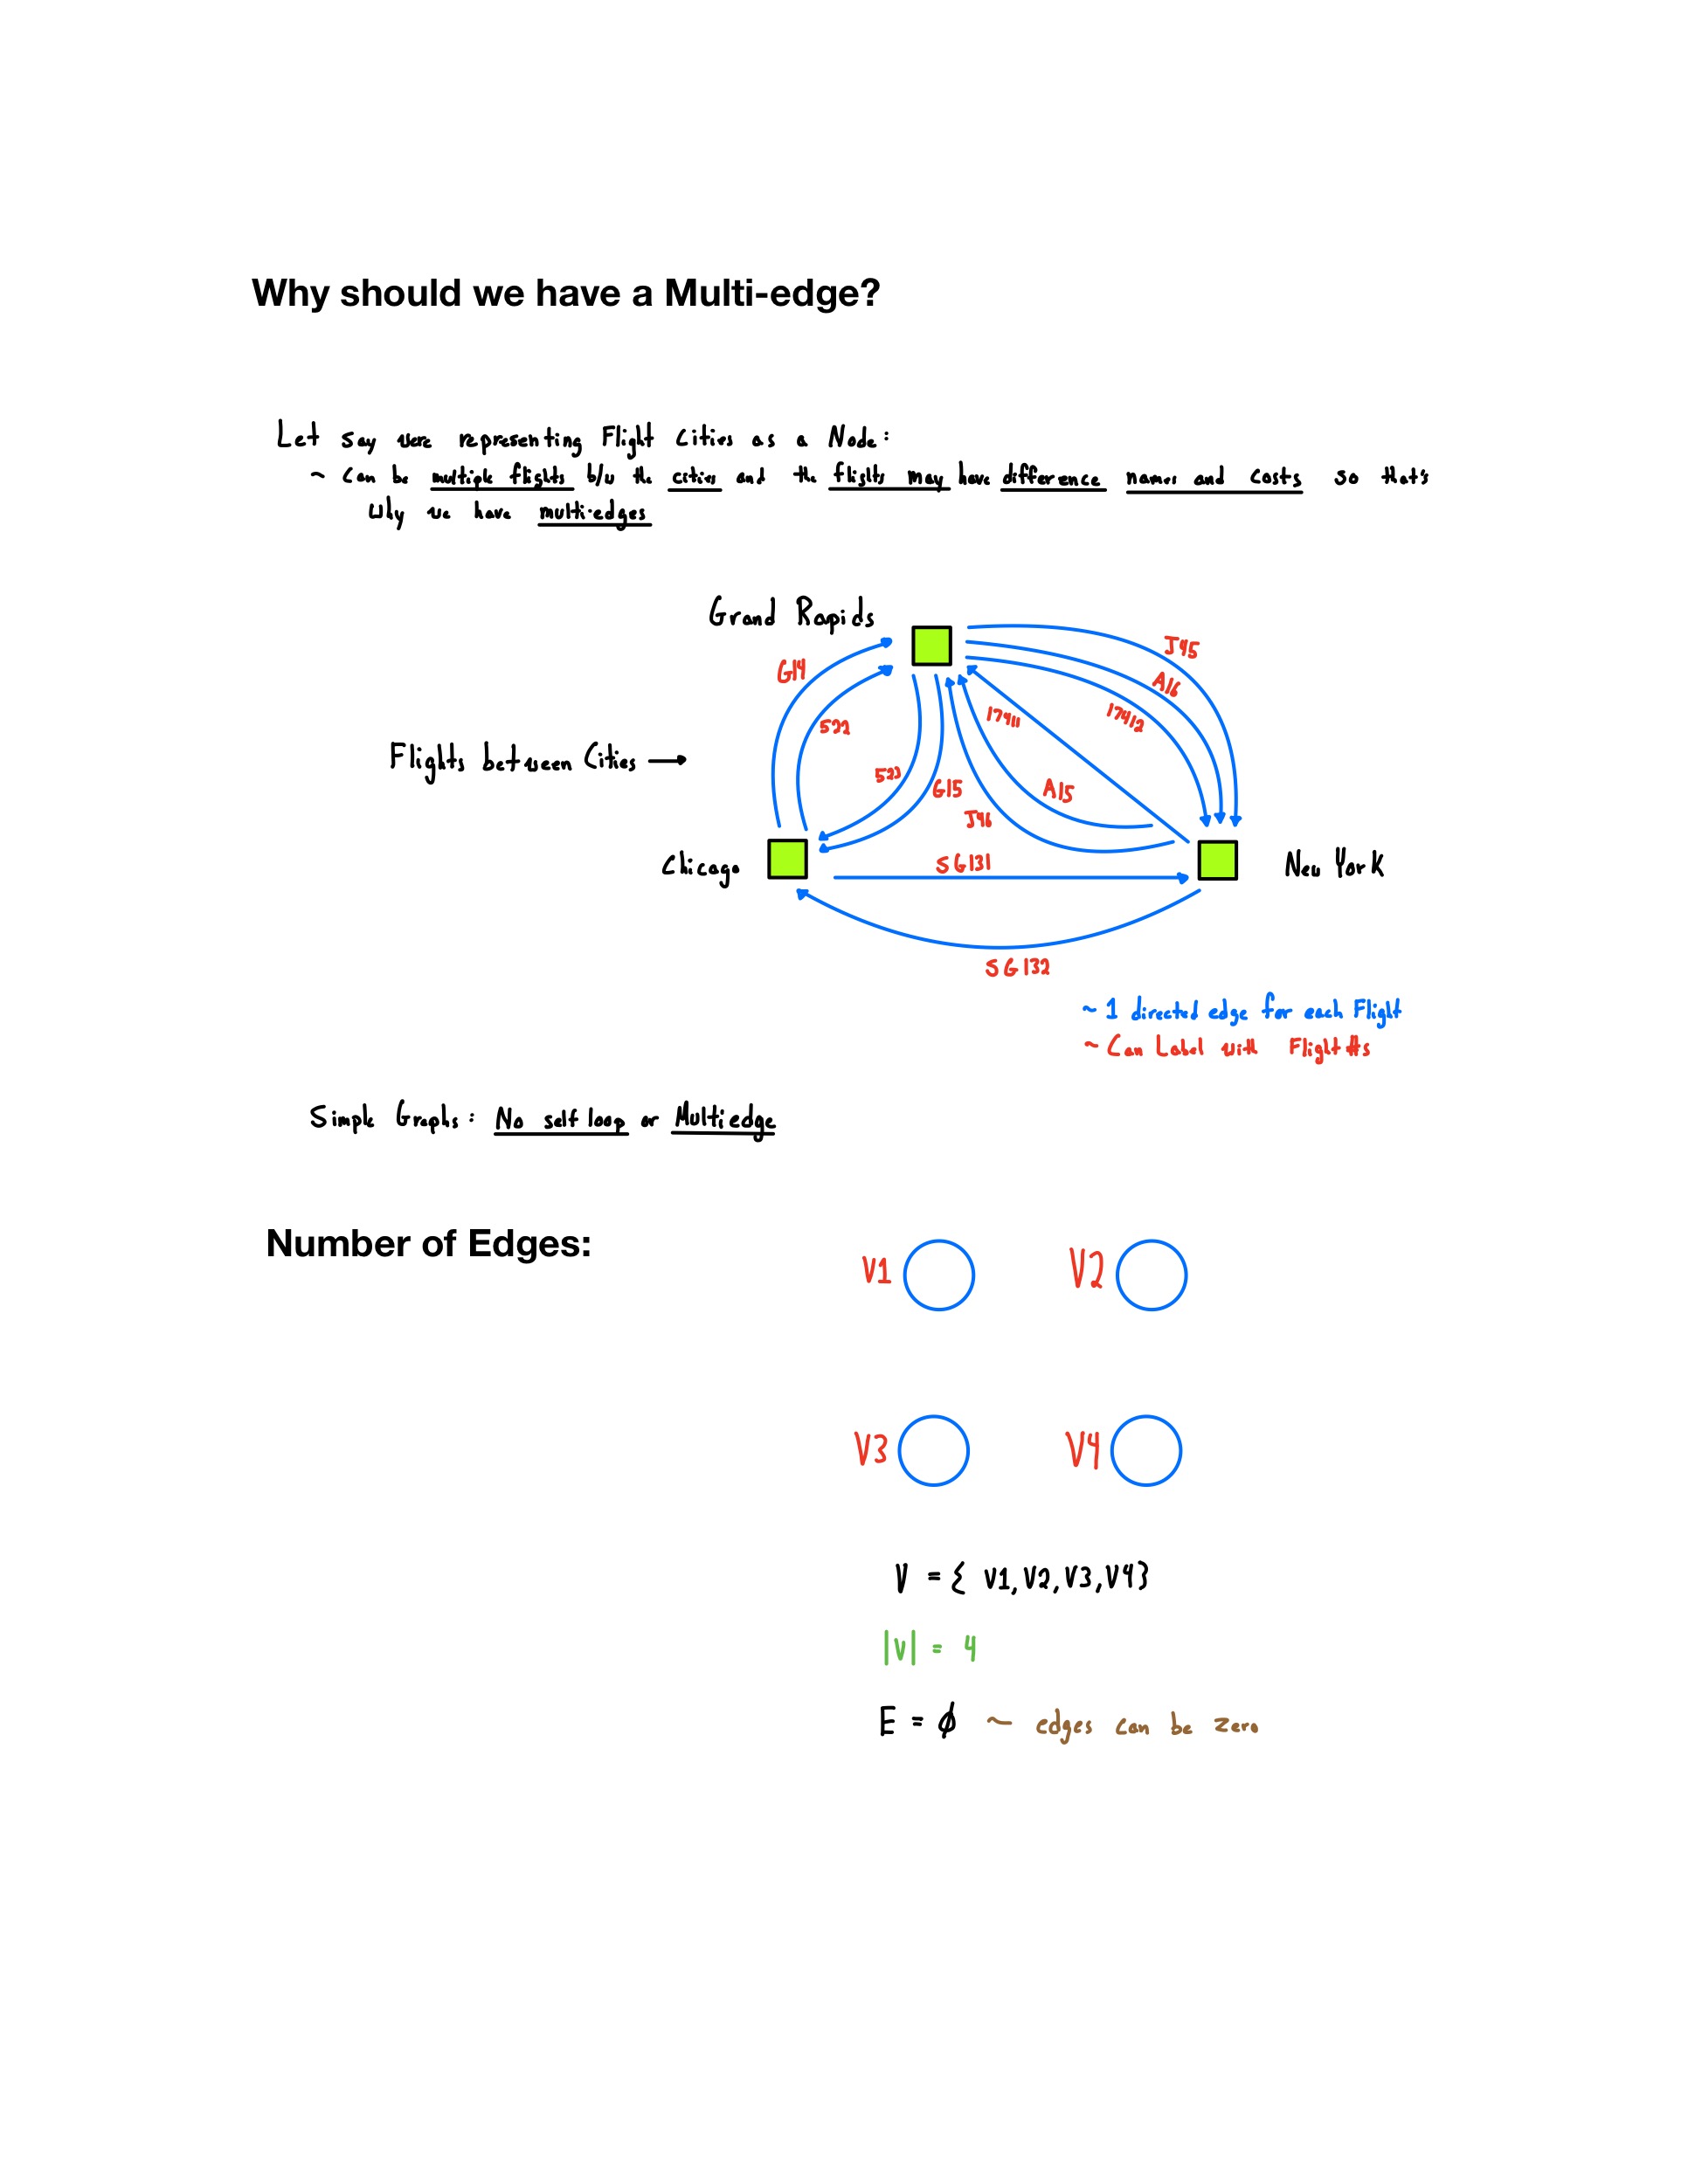 Why should we have a Multi-edge?
Let say were representing Flight Cities as a Node:
~ Can be multiple flights b/w the cities and the flights may have difference names and costs so that's
why we have multi-edges
Grand Rapids
J45
G14
A16
17411
17412
522
Flights between Cities →
523
G15
A15
J46
SG131
Chicago
New York
SG132
~ 1 directed edge for each Flight
~ Can Label with Flight #s
Simple Graphs: No self loop or Multiedge
Number of Edges:
V1 V2
V3 V4
V = { V1, V2, V3, V4}
|V| = 4
E = ϕ ~ edges can be zero